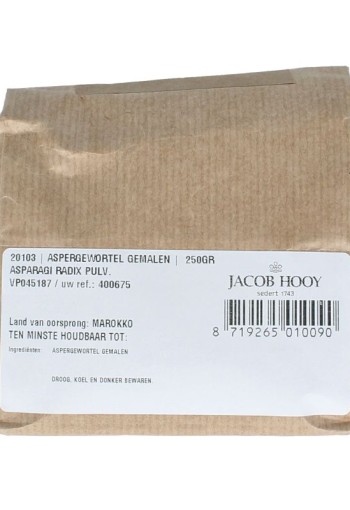 20103 | ASPERGEWORTEL GEMALEN | 250GR
ASPARAGI RADIX PULV.
VP045187 / uw ref.: 400675
JACOB HOOY
sedert 1743
Land van oorsprong: MAROKKO
TEN MINSTE HOUDBAAR TOT:
8 719265 010090
Ingrediënten: ASPERGEWORTEL GEMALEN
DROOG, KOEL EN DONKER BEWAREN